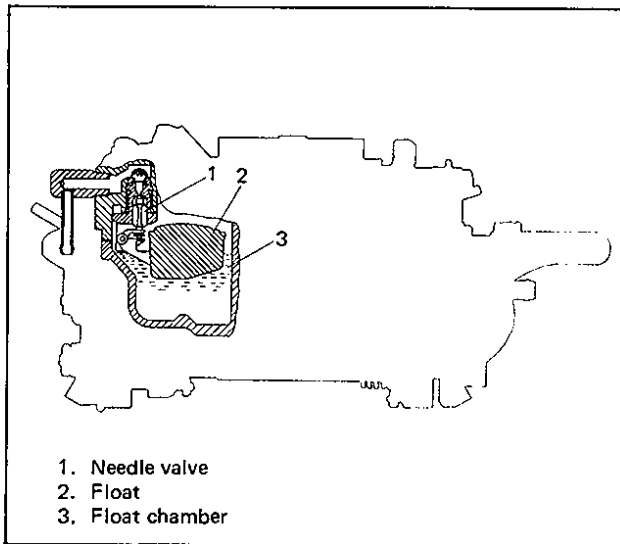 1
2
3
1. Needle valve
2. Float
3. Float chamber